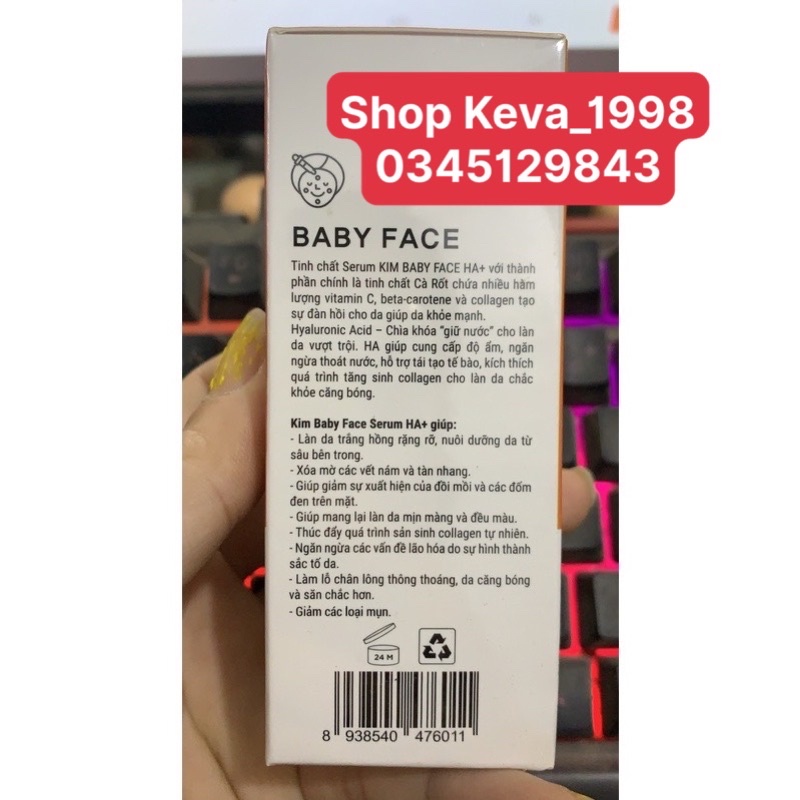 Shop Keva_1998
0345129843
BABY FACE
Tinh chất Serum KIM BABY FACE HA+ với thành
phần chính là tinh chất Cà Rốt chứa nhiều hàm
lượng vitamin C, beta-carotene và collagen tạo
sự đàn hồi cho da giúp da khỏe mạnh.
Hyaluronic Acid – Chìa khóa “giữ nước” cho làn
da vượt trội. HA giúp cung cấp độ ẩm, ngăn
ngừa thoát nước, hỗ trợ tái tạo tế bào, kích thích
quá trình tăng sinh collagen cho làn da chắc
khỏe căng bóng.
Kim Baby Face Serum HA+ giúp:
- Làn da trắng hồng rặng rỡ, nuôi dưỡng da từ
sâu bên trong.
- Xóa mờ các vết nám và tàn nhang.
- Giúp giảm sự xuất hiện của đồi mồi và các đốm
đen trên mặt.
- Giúp mang lại làn da mịn màng và đều màu.
- Thúc đẩy quá trình sản sinh collagen tự nhiên.
- Ngăn ngừa các vấn đề lão hóa do sự hình thành
sắc tố da.
- Làm lỗ chân lông thông thoáng, da căng bóng
và săn chắc hơn.
- Giảm các loại mụn.
24 M
8 938540 476011